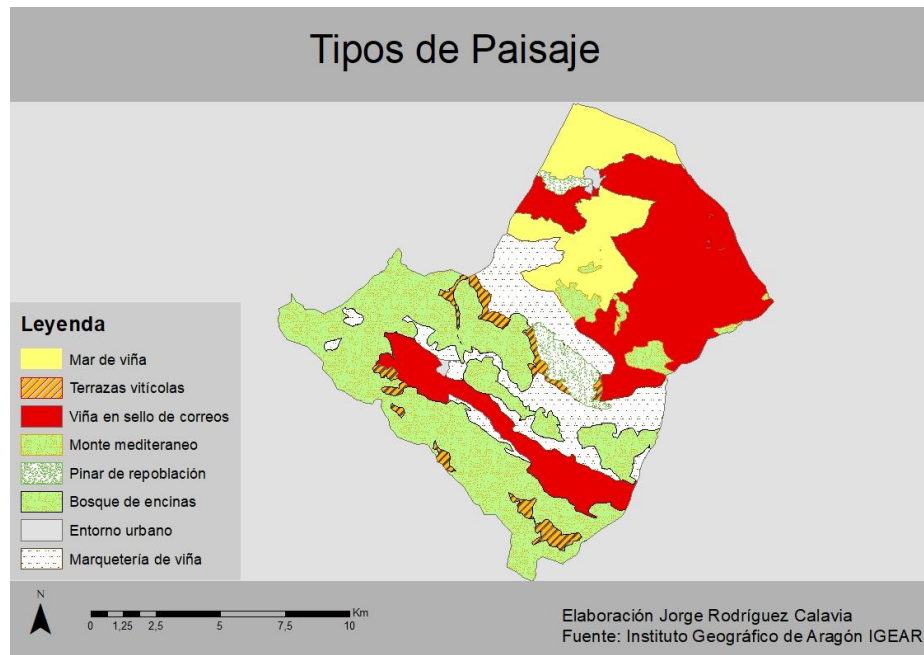 Tipos de Paisaje
Leyenda
Mar de viña
Terrazas vitícolas
Viña en sello de correos
Monte mediteraneo
Pinar de repoblación
Bosque de encinas
Entorno urbano
Marquetería de viña
N
Km
0 1,25 2,5 5 7,5 10
Elaboración Jorge Rodríguez Calavia
Fuente: Instituto Geográfico de Aragón IGEAR